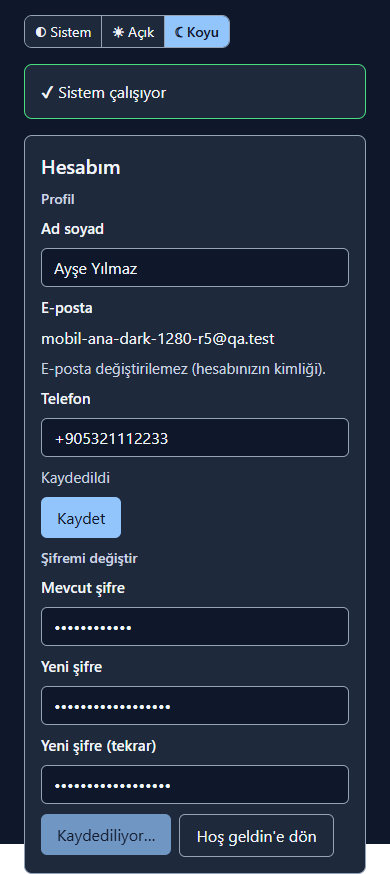 Sistem Açık Koyu
✓ Sistem çalışıyor
Hesabım
Profil
Ad soyad
Ayşe Yılmaz
E-posta
mobil-ana-dark-1280-r5@qa.test
E-posta değiştirilemez (hesabınızın kimliği).
Telefon
+905321112233
Kaydedildi
Kaydet
Şifremi değiştir
Mevcut şifre
••••••••••••
Yeni şifre
••••••••••••••••••
Yeni şifre (tekrar)
••••••••••••••••••
Kaydediliyor... Hoş geldin'e dön